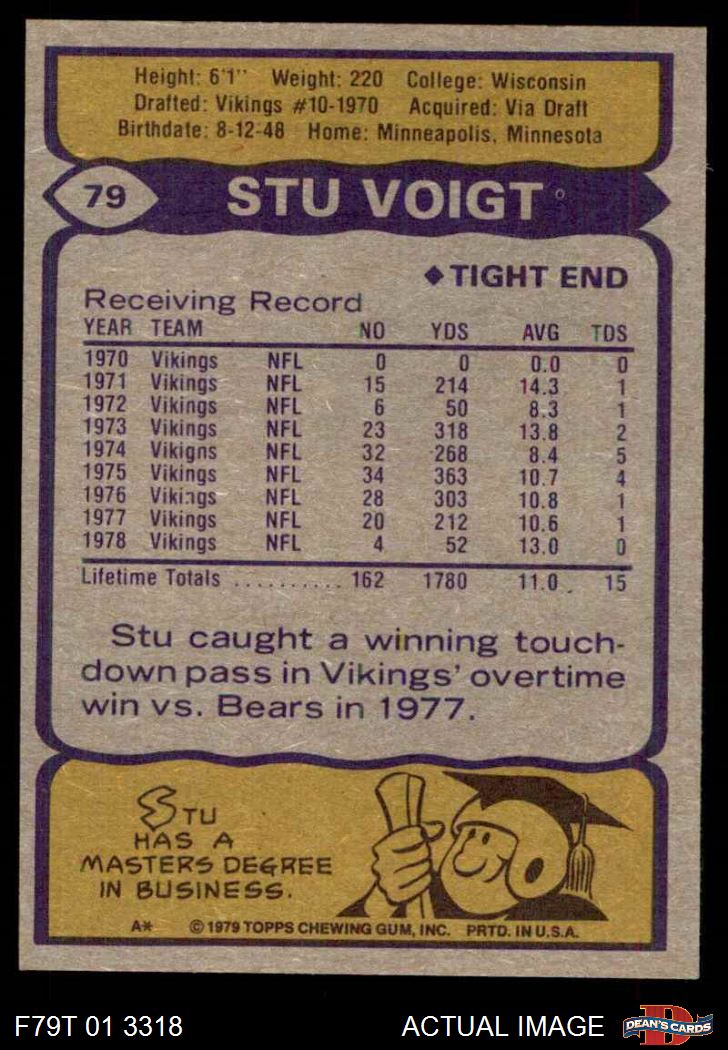 Height: 6'1" Weight: 220 College: Wisconsin
Drafted: Vikings #10-1970 Acquired: Via Draft
Birthdate: 8-12-48 Home: Minneapolis, Minnesota
79 STU VOIGT
◆TIGHT END
Receiving Record
YEAR TEAM NO YDS AVG TDS
1970 Vikings NFL 0 0 0.0 0
1971 Vikings NFL 15 214 14.3 1
1972 Vikings NFL 6 50 8.3 1
1973 Vikings NFL 23 318 13.8 2
1974 Vikigns NFL 32 268 8.4 5
1975 Vikings NFL 34 363 10.7 4
1976 Vikings NFL 28 303 10.8 1
1977 Vikings NFL 20 212 10.6 1
1978 Vikings NFL 4 52 13.0 0
Lifetime Totals .......... 162 1780 11.0 15
Stu caught a winning touch-
down pass in Vikings' overtime
win vs. Bears in 1977.
STU
HAS A
MASTERS DEGREE
IN BUSINESS.
A* © 1979 TOPPS CHEWING GUM, INC. PRTD. IN U.S.A.
F79T 01 3318 ACTUAL IMAGE D DEAN'S CARDS